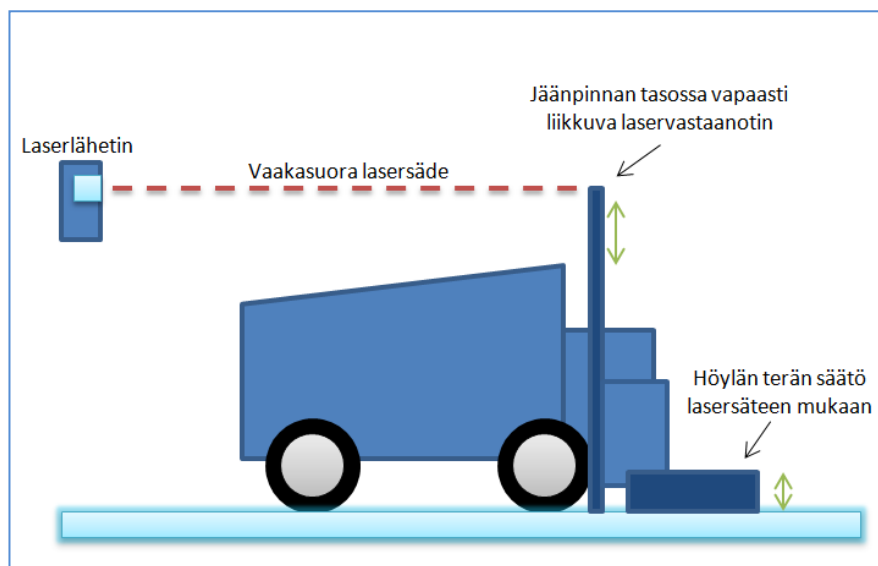 Jäänpinnan tasossa vapaasti
liikkuva laservastaanotin
Laserlähetin
Vaakasuora lasersäde
Höylän terän säätö
lasersäteen mukaan